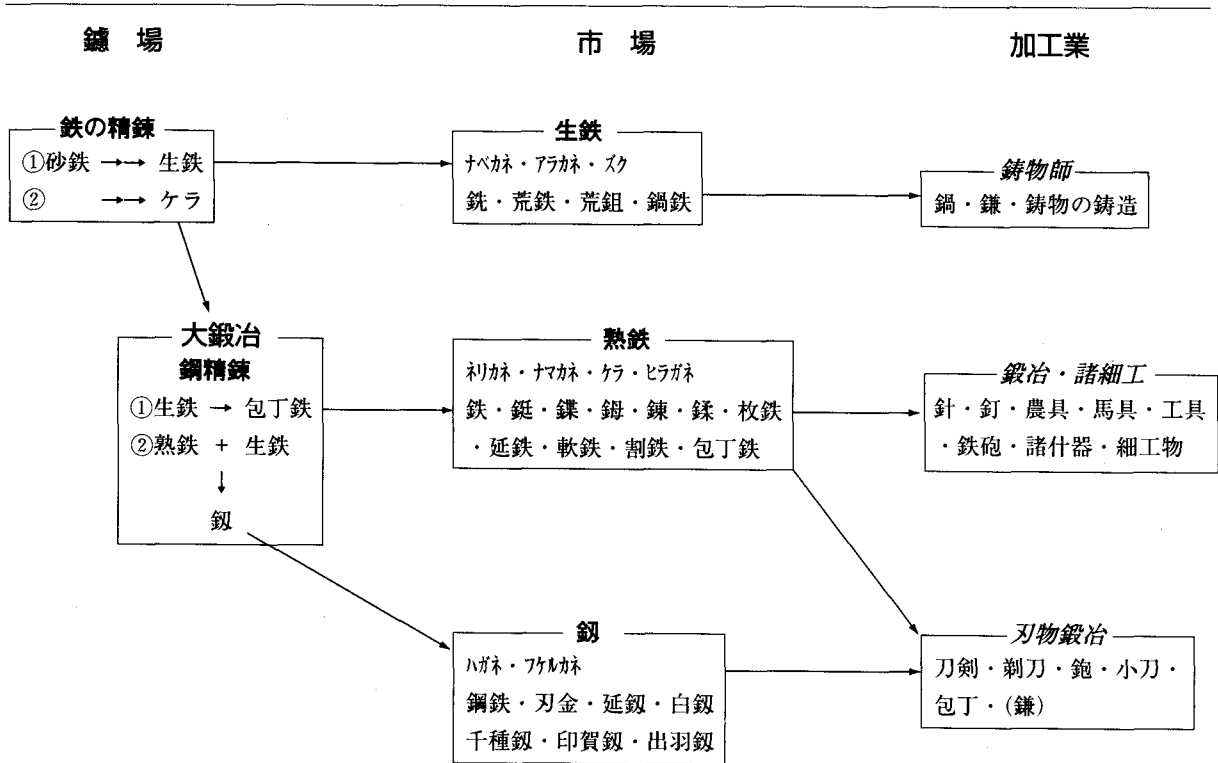 鑪場 市場 加工業
鉄の精錬
①砂鉄 →→ 生鉄
② →→ ケラ
生鉄
ナベカネ・アラカネ・ズク
銑・荒鉄・荒鉏・鍋鉄
鋳物師
鍋・鎌・鋳物の鋳造
大鍛冶
鋼精錬
①生鉄 → 包丁鉄
②熟鉄 + 生鉄
↓
釼
熟鉄
ネリカネ・ナマカネ・ケラ・ヒラガネ
鉄・鋌・鍱・鉧・錬・鍒・枚鉄
・延鉄・軟鉄・割鉄・包丁鉄
鍛冶・諸細工
針・釘・農具・馬具・工具
・鉄砲・諸什器・細工物
釼
ハガネ・フケルカネ
鋼鉄・刃金・延釼・白釼
千種釼・印賀釼・出羽釼
刃物鍛冶
刀剣・剃刀・鉋・小刀・
包丁・(鎌)